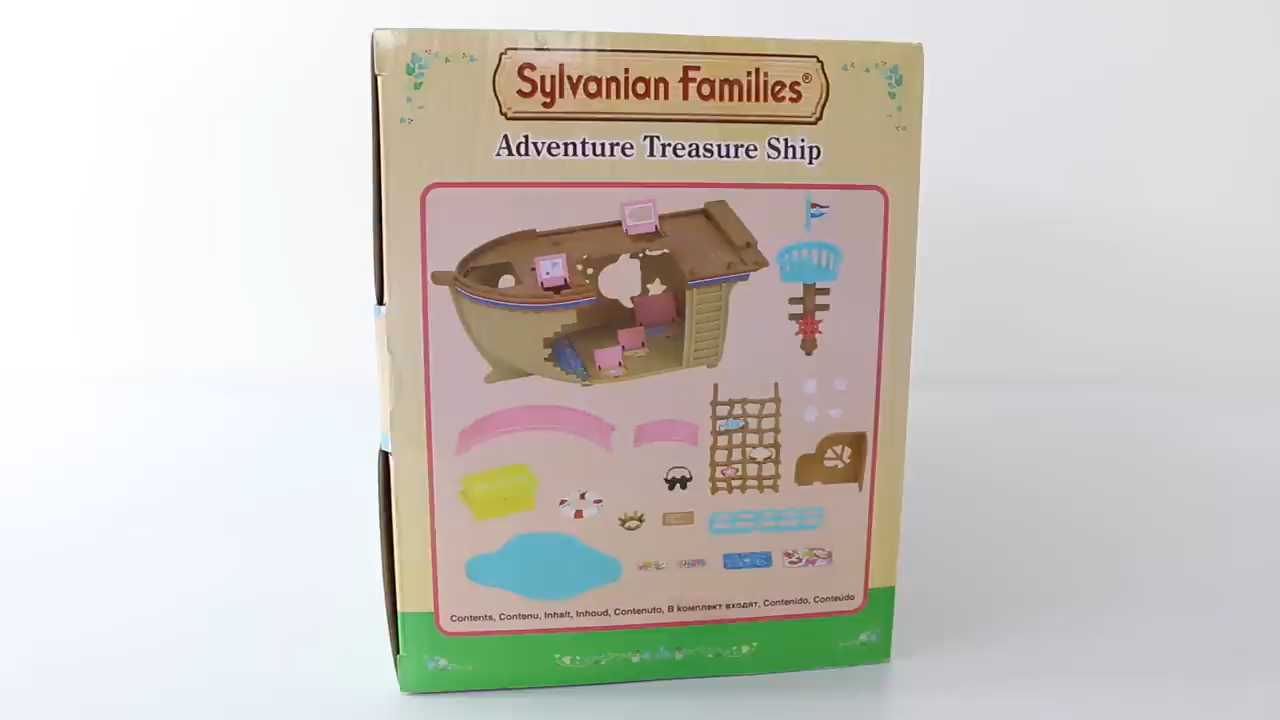 Sylvanian Families®
Adventure Treasure Ship
Contents, Contenu, Inhalt, Inhoud, Contenuto, В комплект входят, Contenido, Conteúdo